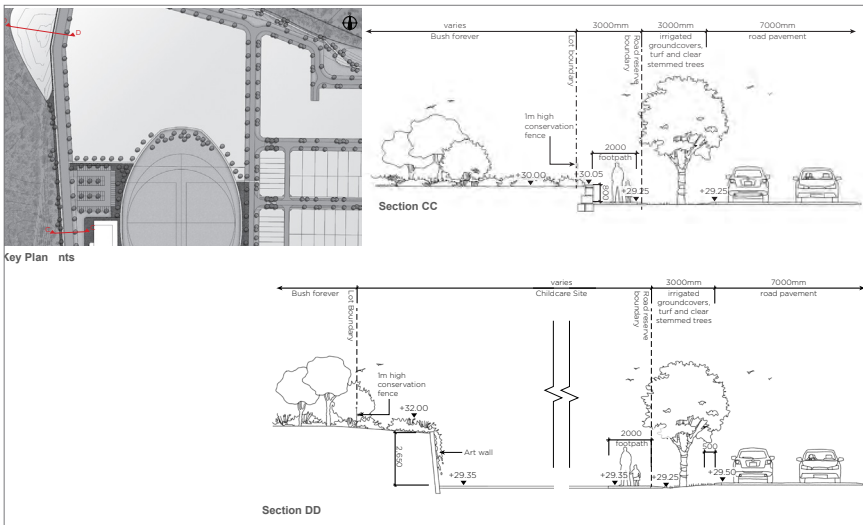 D
Key Plan nts
varies
Bush forever
3000mm
3000mm
irrigated
groundcovers,
turf and clear
stemmed trees
7000mm
road pavement
Lot boundary
Road reserve
boundary
1m high
conservation
fence
2000
footpath
+30.00
+30.05
800
+29.25
+29.25
Section CC
Bush forever
varies
Childcare Site
3000mm
irrigated
groundcovers,
turf and clear
stemmed trees
7000mm
road pavement
Lot Boundary
Road reserve
boundary
1m high
conservation
fence
+32.00
2,650
Art wall
+29.35
2000
footpath
500
+29.35
+29.25
+29.50
Section DD